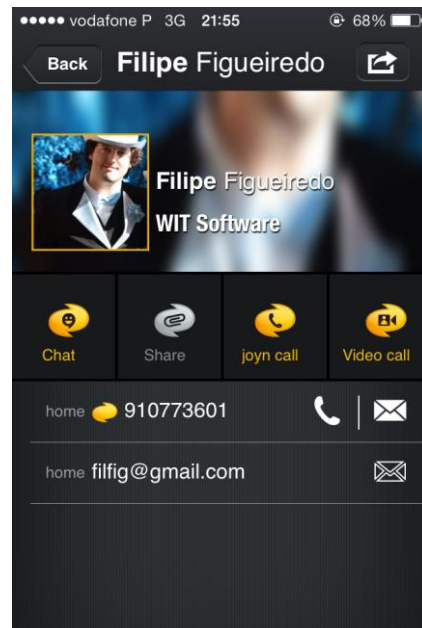 vodafone P 3G 21:55 68%
Back Filipe Figueiredo
Filipe Figueiredo
WIT Software
Chat Share joyn call Video call
home 910773601
home filfig@gmail.com